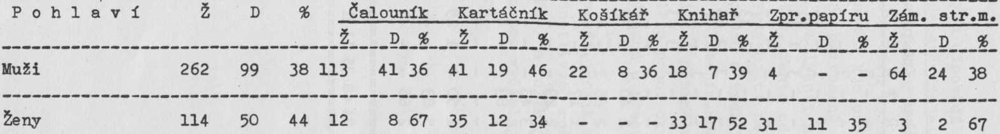 P o h l a v í Ž D % Čalouník Kartáčník Košíkář Knihař Zpr.papíru Zám. str.m.
Ž D % Ž D % Ž D % Ž D % Ž D % Ž D %
Muži 262 99 38 113 41 36 41 19 46 22 8 36 18 7 39 4 - - 64 24 38
Ženy 114 50 44 12 8 67 35 12 34 - - - 33 17 52 31 11 35 3 2 67